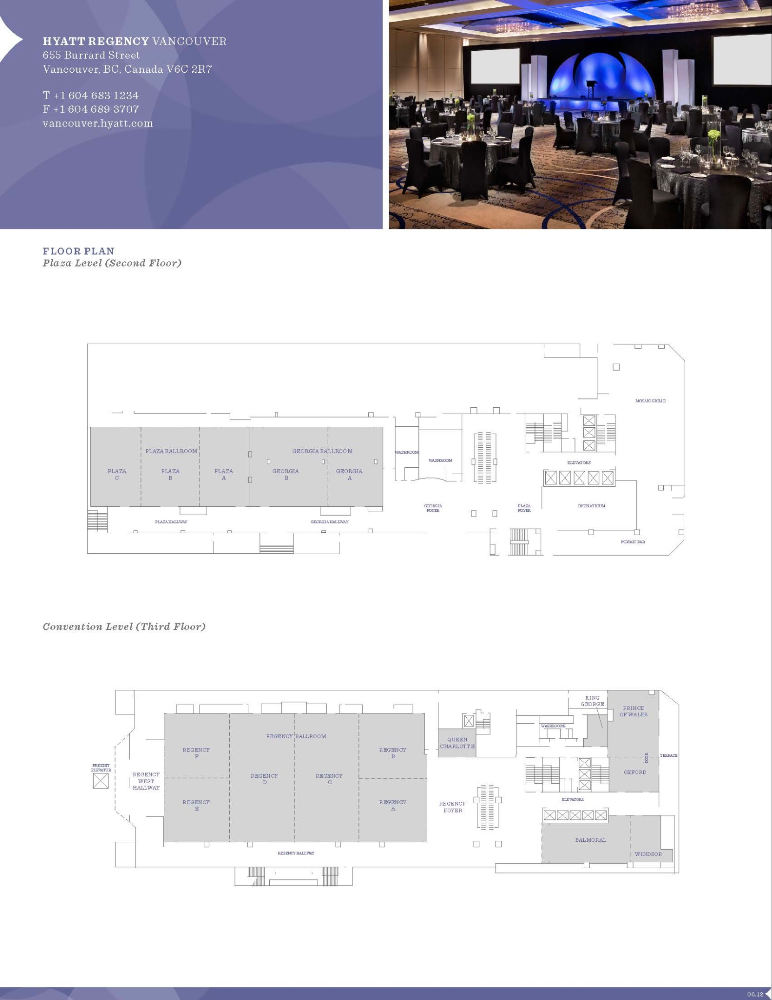 HYATT REGENCY VANCOUVER
655 Burrard Street
Vancouver, BC, Canada V6C 2R7
T +1 604 683 1234
F +1 604 689 3707
vancouver.hyatt.com
FLOOR PLAN
Plaza Level (Second Floor)
MOSAIC GRILLE
PLAZA BALLROOM
GEORGIA BALLROOM
WASHROOM
WASHROOM
ELEVATORS
PLAZA
C
PLAZA
B
PLAZA
A
GEORGIA
B
GEORGIA
A
GEORGIA
FOYER
PLAZA
FOYER
OPEN ATRIUM
PLAZA HALLWAY
GEORGIA HALLWAY
MOSAIC BAR
Convention Level (Third Floor)
KING
GEORGE
PRINCE
OF WALES
WASHROOMS
REGENCY BALLROOM
QUEEN
CHARLOTTE
REGENCY
F
REGENCY
B
DOOR
TERRACE
FREIGHT
ELEVATOR
REGENCY
WEST
HALLWAY
REGENCY
D
REGENCY
C
OXFORD
REGENCY
E
REGENCY
A
REGENCY
FOYER
ELEVATORS
BALMORAL
WINDSOR
REGENCY HALLWAY
06.13